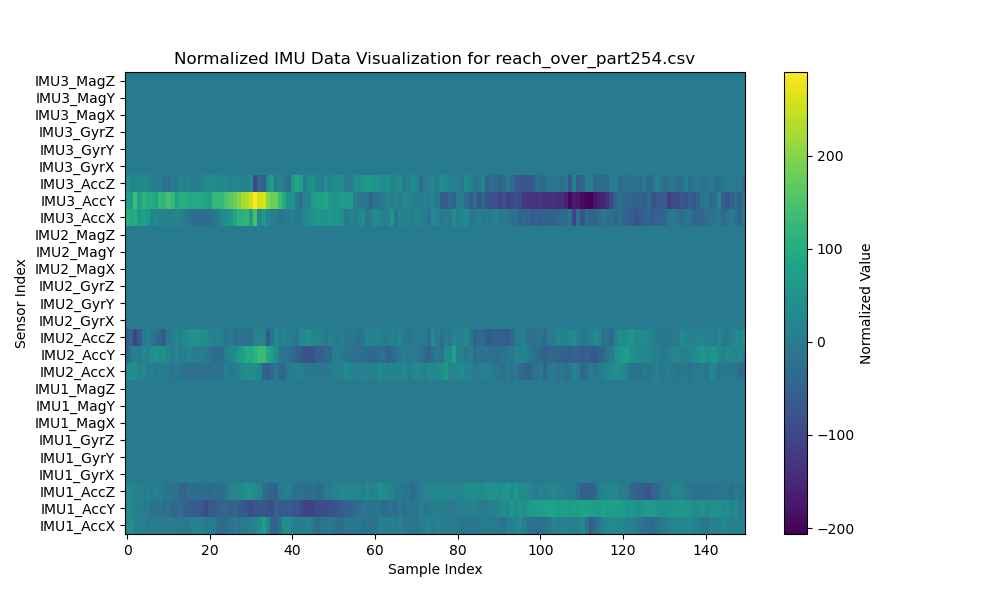 Normalized IMU Data Visualization for reach_over_part254.csv
IMU3_MagZ
IMU3_MagY
IMU3_MagX
IMU3_GyrZ
IMU3_GyrY
IMU3_GyrX
IMU3_AccZ
IMU3_AccY
IMU3_AccX
IMU2_MagZ
IMU2_MagY
IMU2_MagX
IMU2_GyrZ
IMU2_GyrY
IMU2_GyrX
IMU2_AccZ
IMU2_AccY
IMU2_AccX
IMU1_MagZ
IMU1_MagY
IMU1_MagX
IMU1_GyrZ
IMU1_GyrY
IMU1_GyrX
IMU1_AccZ
IMU1_AccY
IMU1_AccX
Sensor Index
0 20 40 60 80 100 120 140
Sample Index
200
100
0
−100
−200
Normalized Value